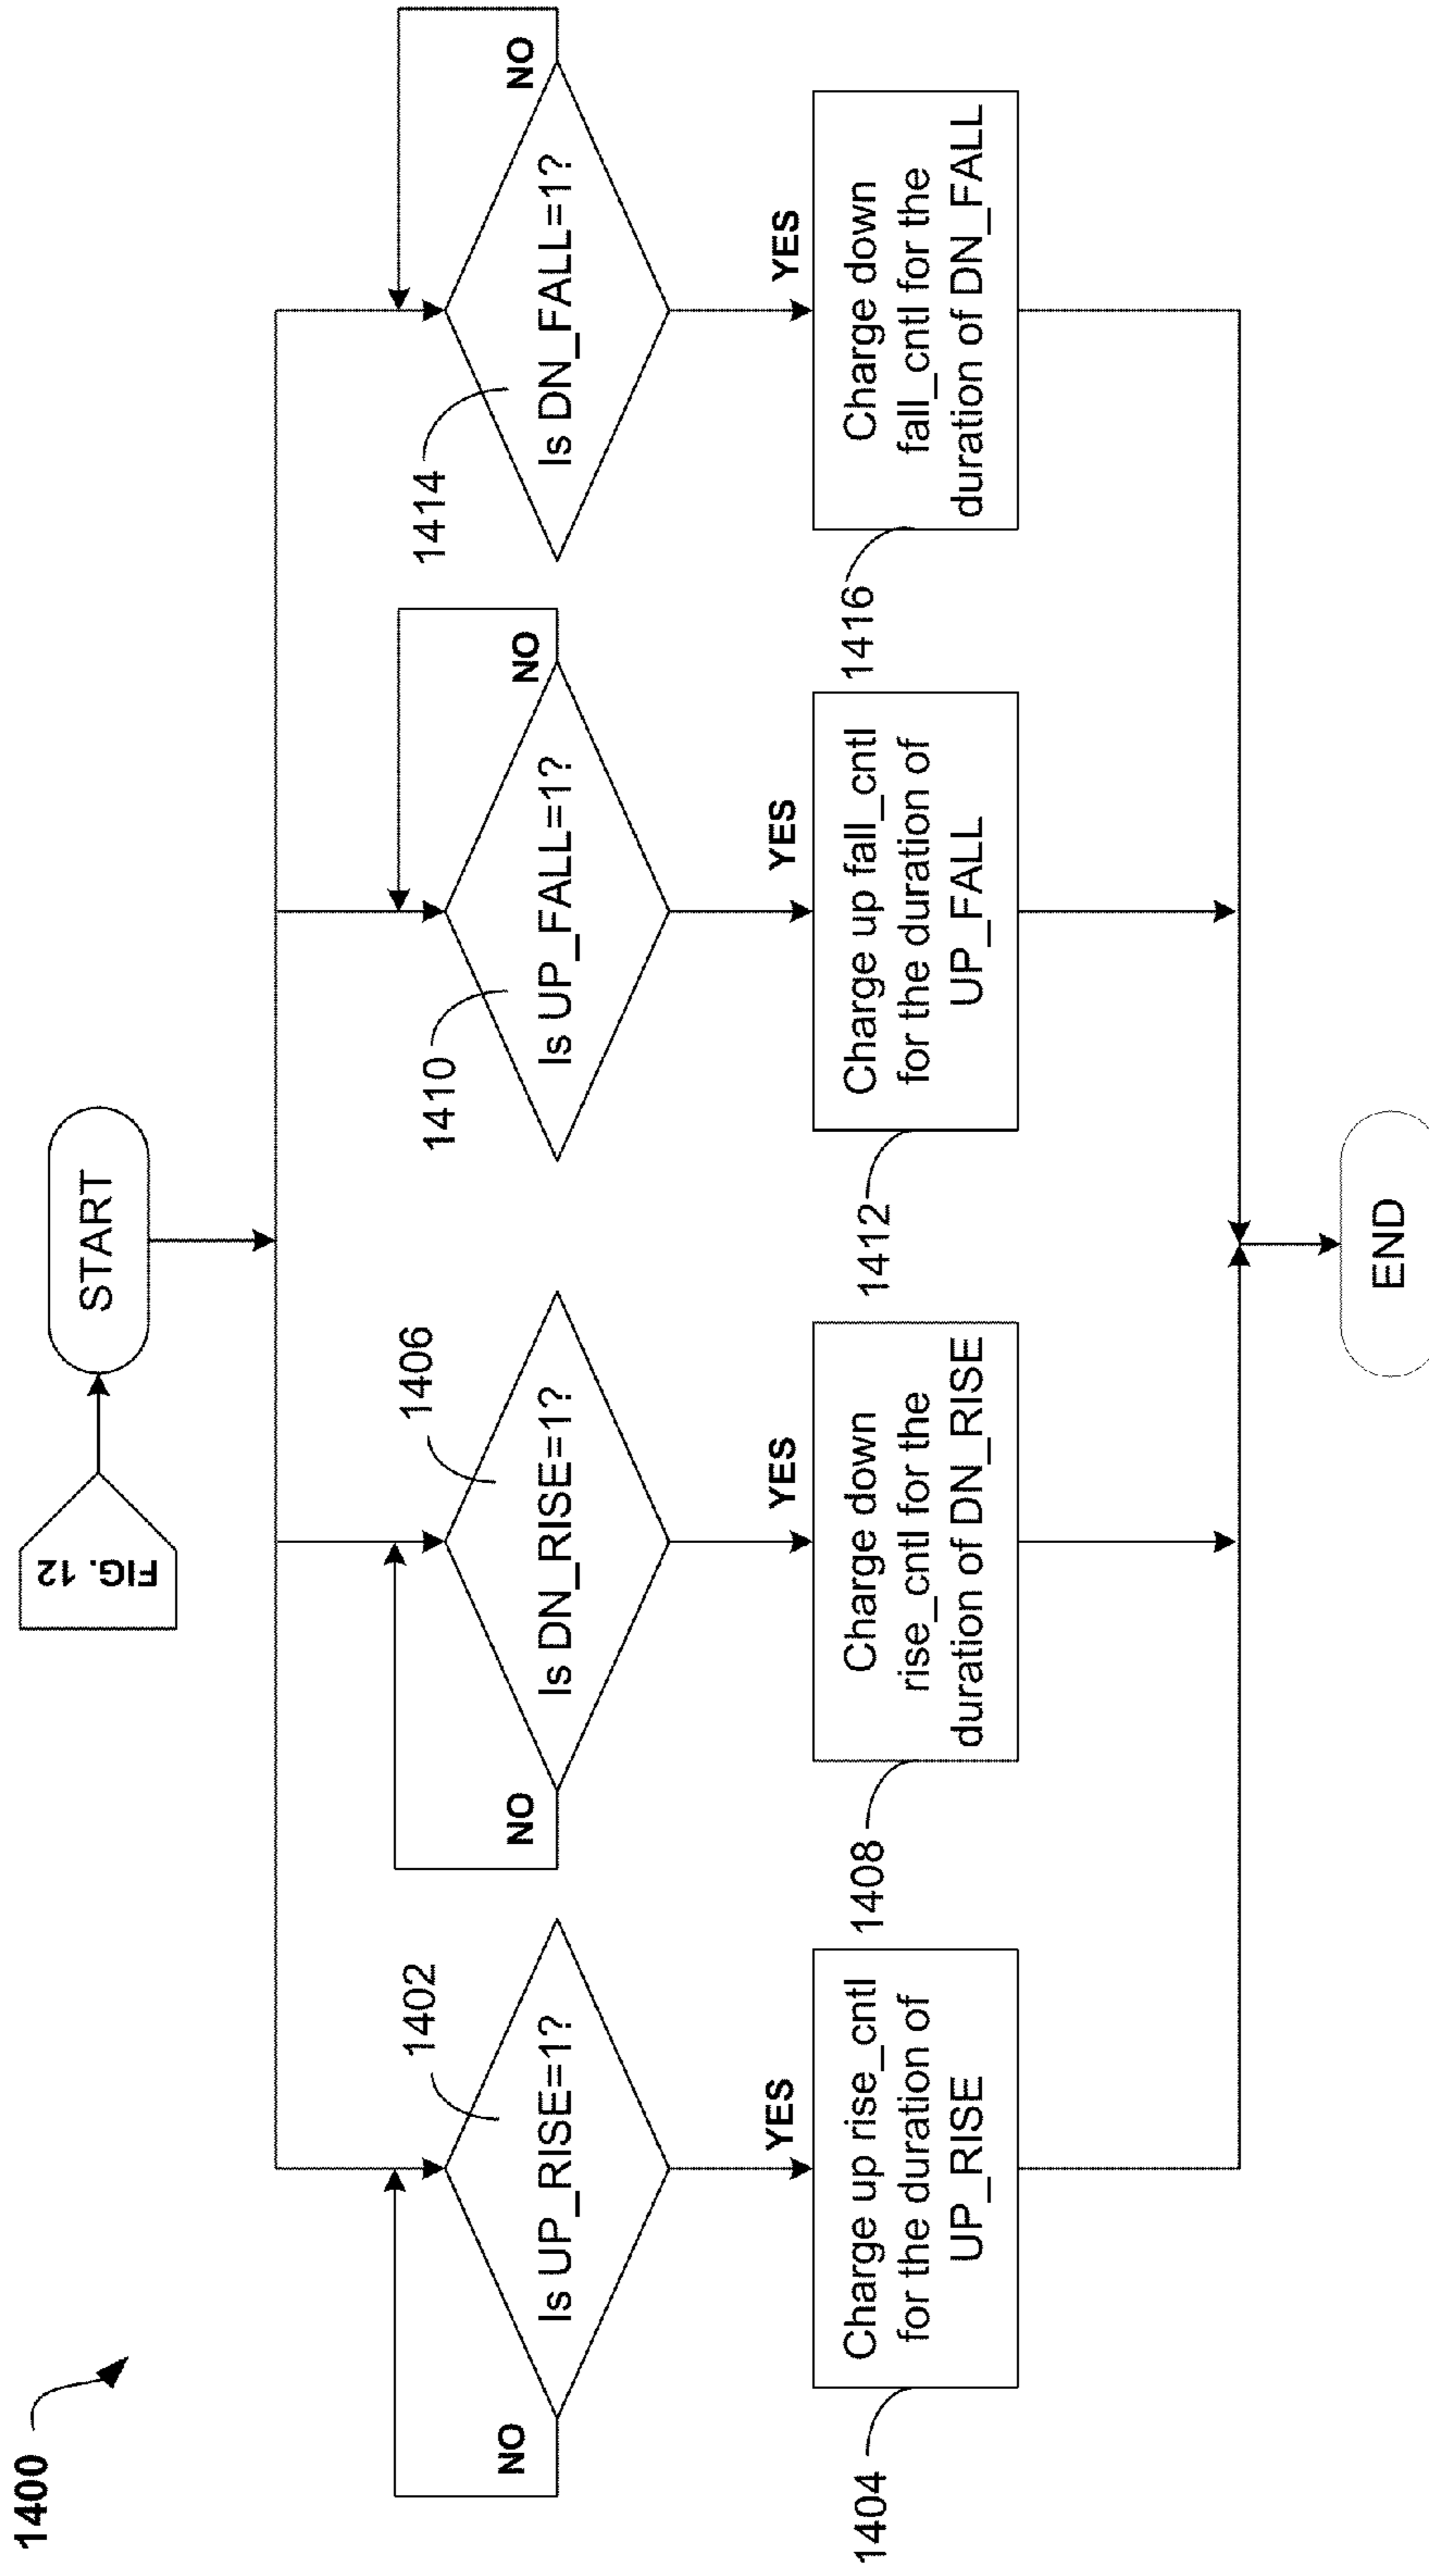 1400
FIG. 12
START
1402
Is UP_RISE=1?
NO
YES
1404
Charge up rise_cntl
for the duration of
UP_RISE
1406
Is DN_RISE=1?
NO
YES
1408
Charge down
rise_cntl for the
duration of DN_RISE
1410
Is UP_FALL=1?
NO
YES
1412
Charge up fall_cntl
for the duration of
UP_FALL
1414
Is DN_FALL=1?
NO
YES
1416
Charge down
fall_cntl for the
duration of DN_FALL
END